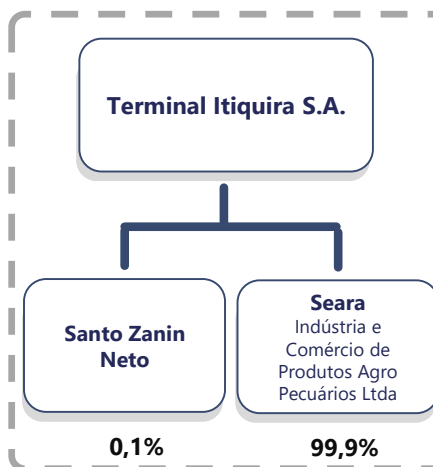 Terminal Itiquira S.A.
Santo Zanin
Neto
Seara
Indústria e
Comércio de
Produtos Agro
Pecuários Ltda
0,1%
99,9%